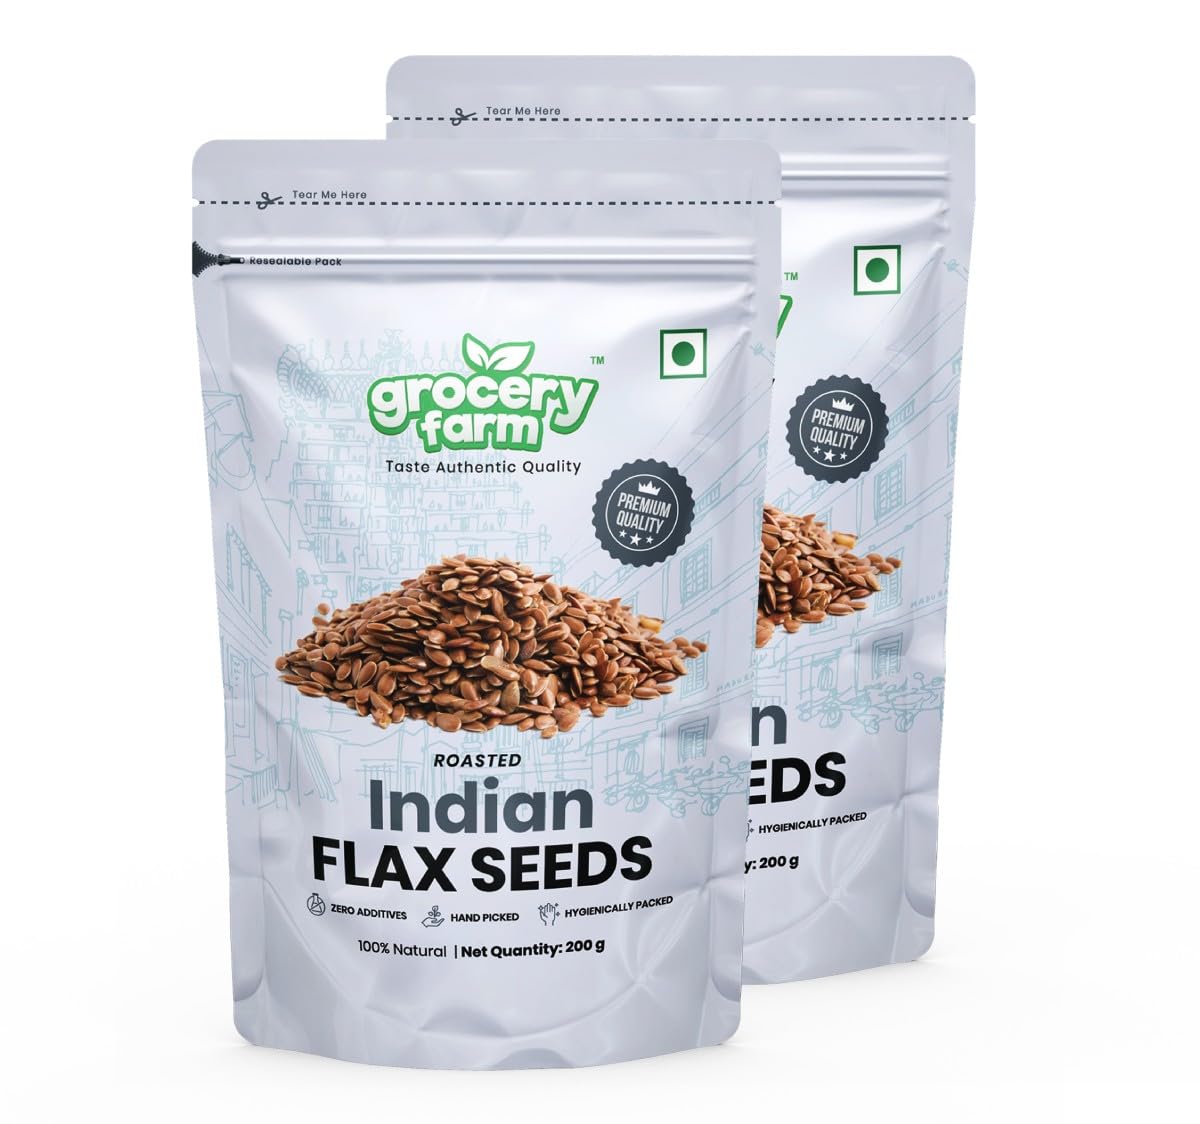 Tear Me Here
Tear Me Here
Resealable Pack
grocery
farm
TM
Taste Authentic Quality
PREMIUM
QUALITY
ROASTED
Indian
FLAX SEEDS
ZERO ADDITIVES
HAND PICKED
HYGIENICALLY PACKED
100% Natural | Net Quantity: 200 g
TM
y
PREMIUM
QUALITY
n
EDS
HYGIENICALLY PACKED
y: 200 g